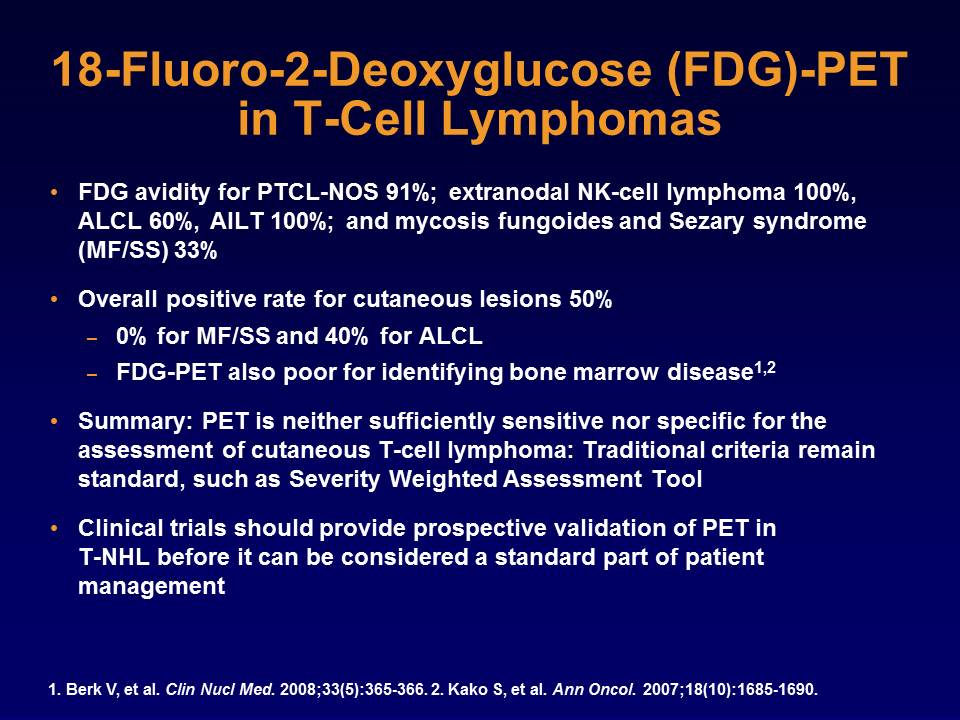 18-Fluoro-2-Deoxyglucose (FDG)-PET
in T-Cell Lymphomas
• FDG avidity for PTCL-NOS 91%; extranodal NK-cell lymphoma 100%,
ALCL 60%, AILT 100%; and mycosis fungoides and Sezary syndrome
(MF/SS) 33%
• Overall positive rate for cutaneous lesions 50%
– 0% for MF/SS and 40% for ALCL
– FDG-PET also poor for identifying bone marrow disease1,2
• Summary: PET is neither sufficiently sensitive nor specific for the
assessment of cutaneous T-cell lymphoma: Traditional criteria remain
standard, such as Severity Weighted Assessment Tool
• Clinical trials should provide prospective validation of PET in
T-NHL before it can be considered a standard part of patient
management
1. Berk V, et al. Clin Nucl Med. 2008;33(5):365-366. 2. Kako S, et al. Ann Oncol. 2007;18(10):1685-1690.